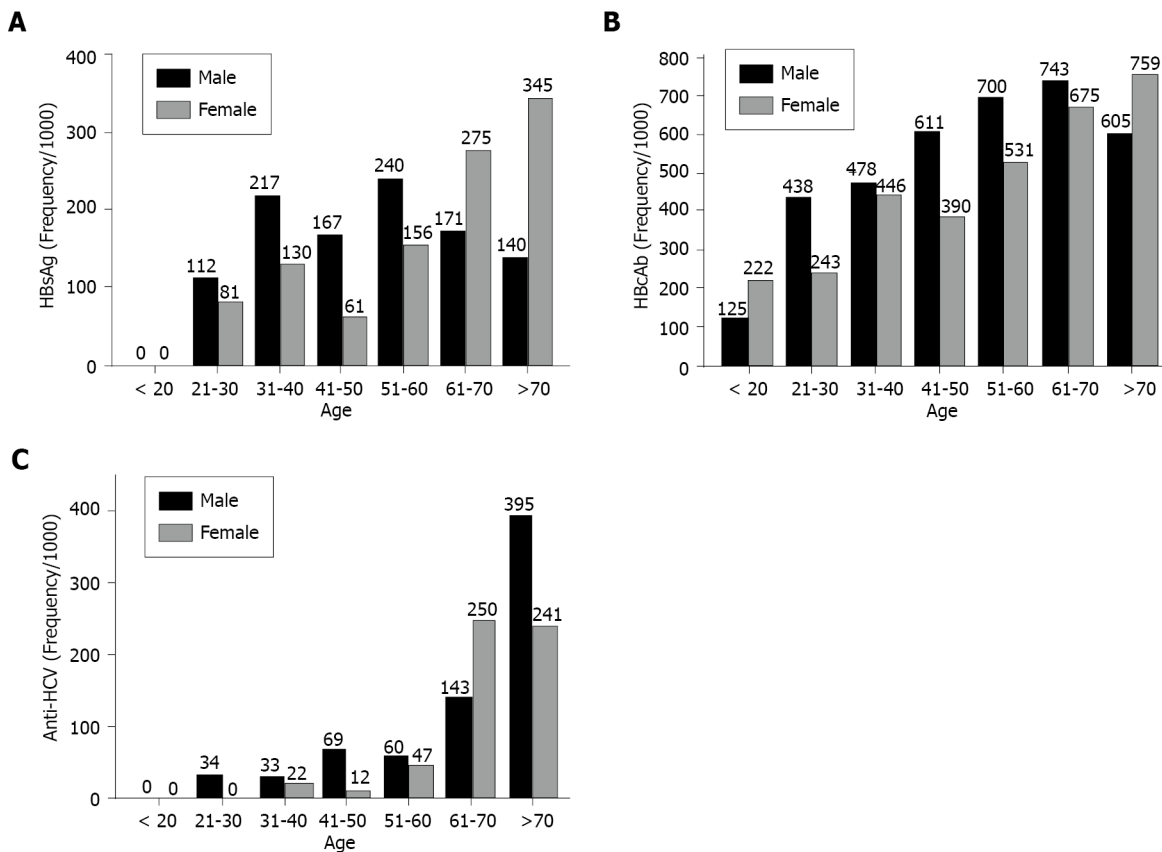 A
HBsAg (Frequency/1000)
400
300
200
100
0
Male
Female
0 0
112 81
217 130
167 61
240 156
171 275
140 345
< 20 21-30 31-40 41-50 51-60 61-70 >70
Age
B
HBcAb (Frequency/1000)
800
700
600
500
400
300
200
100
0
Male
Female
125 222
438 243
478 446
611 390
700 531
743 675
605 759
< 20 21-30 31-40 41-50 51-60 61-70 >70
Age
C
Anti-HCV (Frequency/1000)
400
300
200
100
0
Male
Female
0 0
34 0
33 22
69 12
60 47
143 250
395 241
< 20 21-30 31-40 41-50 51-60 61-70 >70
Age